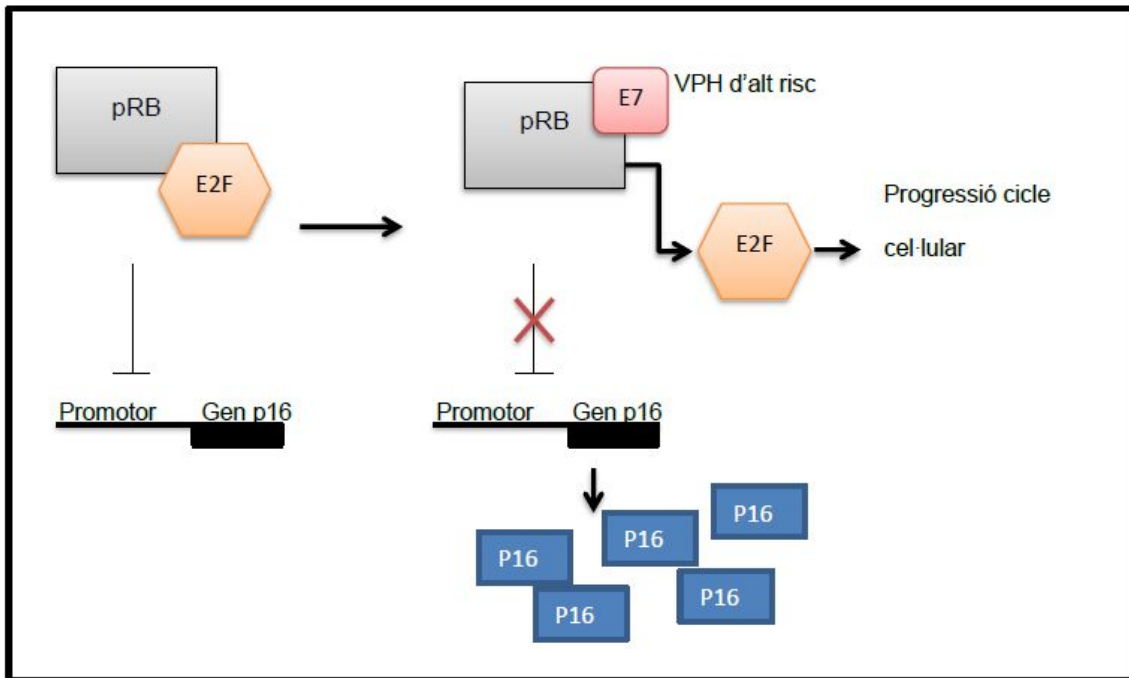 pRB
E2F
Promotor Gen p16
pRB
E7
VPH d'alt risc
E2F
Progressió cicle
cel·lular
Promotor Gen p16
P16
P16
P16
P16
P16